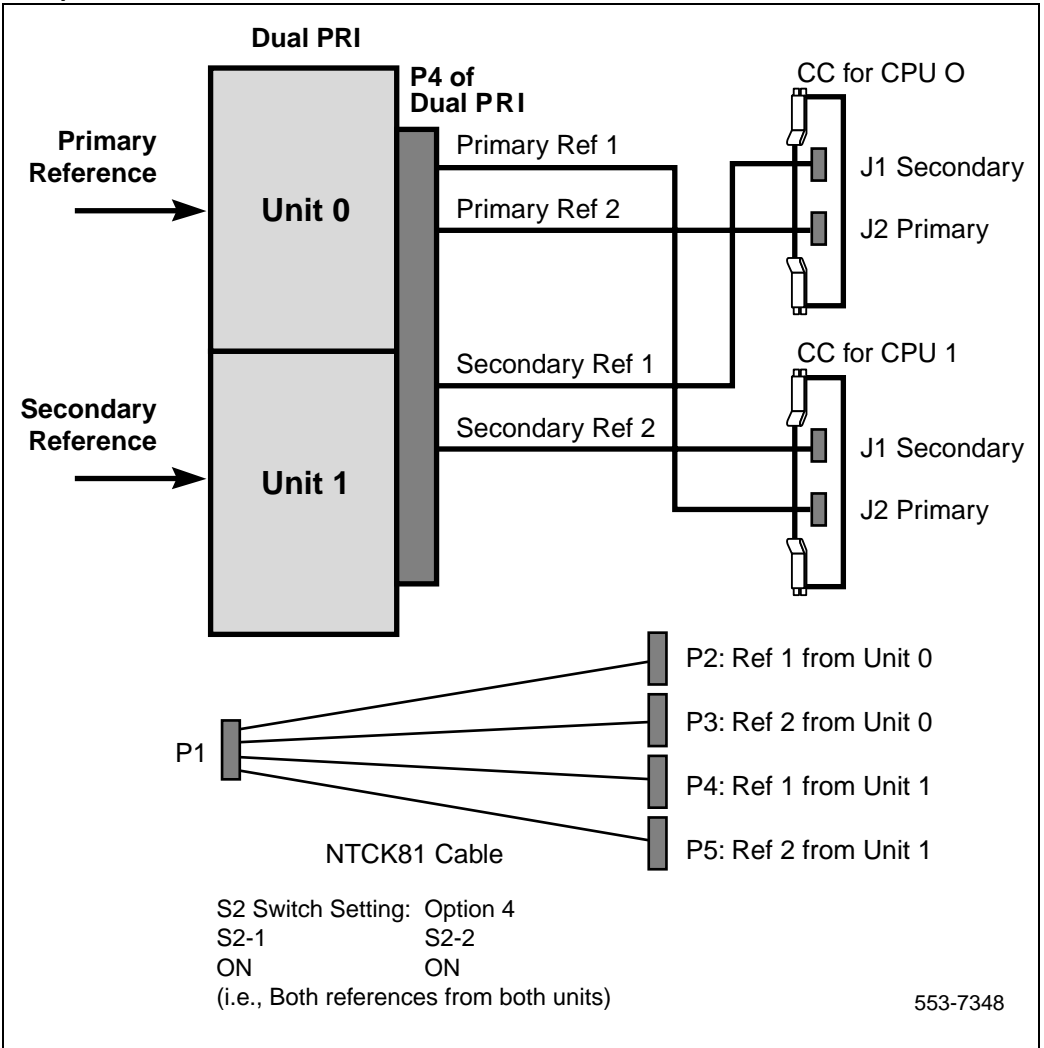 Dual PRI
P4 of
Dual PRI
CC for CPU O
Primary
Reference
Primary Ref 1
J1 Secondary
Unit 0
Primary Ref 2
J2 Primary
CC for CPU 1
Secondary Ref 1
Secondary
Reference
Secondary Ref 2
J1 Secondary
Unit 1
J2 Primary
P2: Ref 1 from Unit 0
P3: Ref 2 from Unit 0
P1
P4: Ref 1 from Unit 1
P5: Ref 2 from Unit 1
NTCK81 Cable
S2 Switch Setting: Option 4
S2-1 S2-2
ON ON
(i.e., Both references from both units)
553-7348